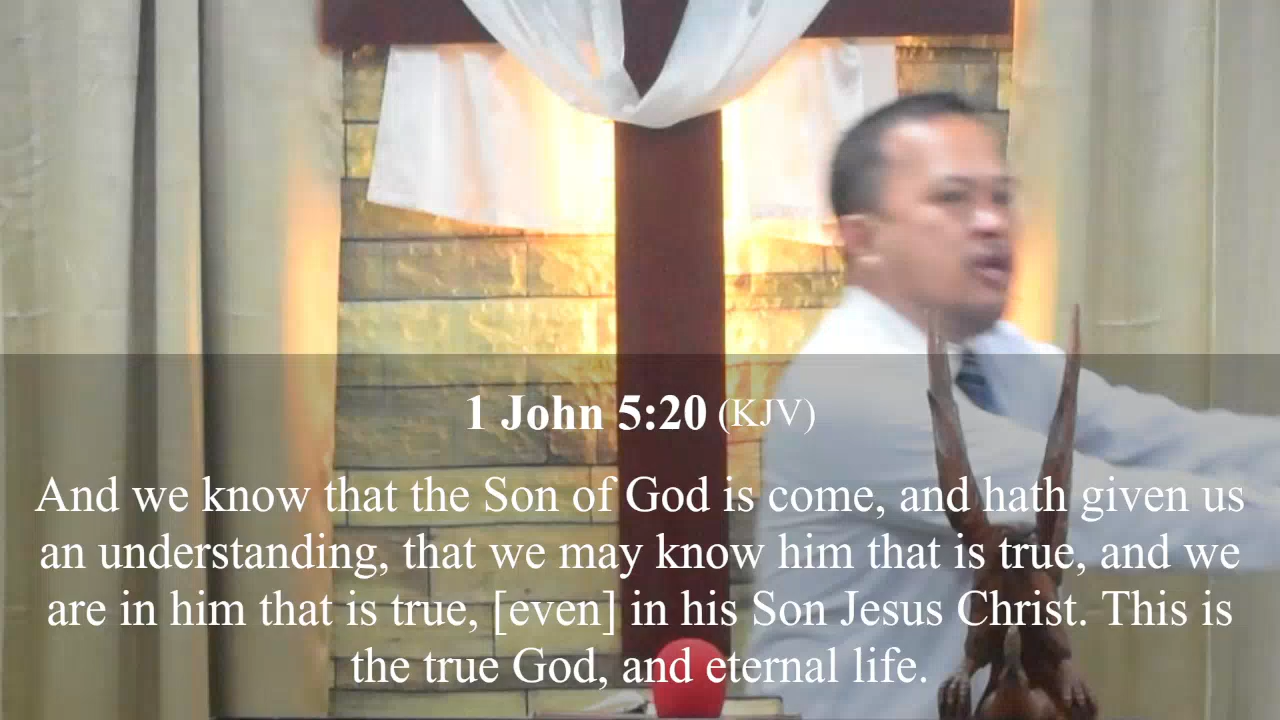 1 John 5:20 (KJV)
And we know that the Son of God is come, and hath given us
an understanding, that we may know him that is true, and we
are in him that is true, [even] in his Son Jesus Christ. This is
the true God, and eternal life.